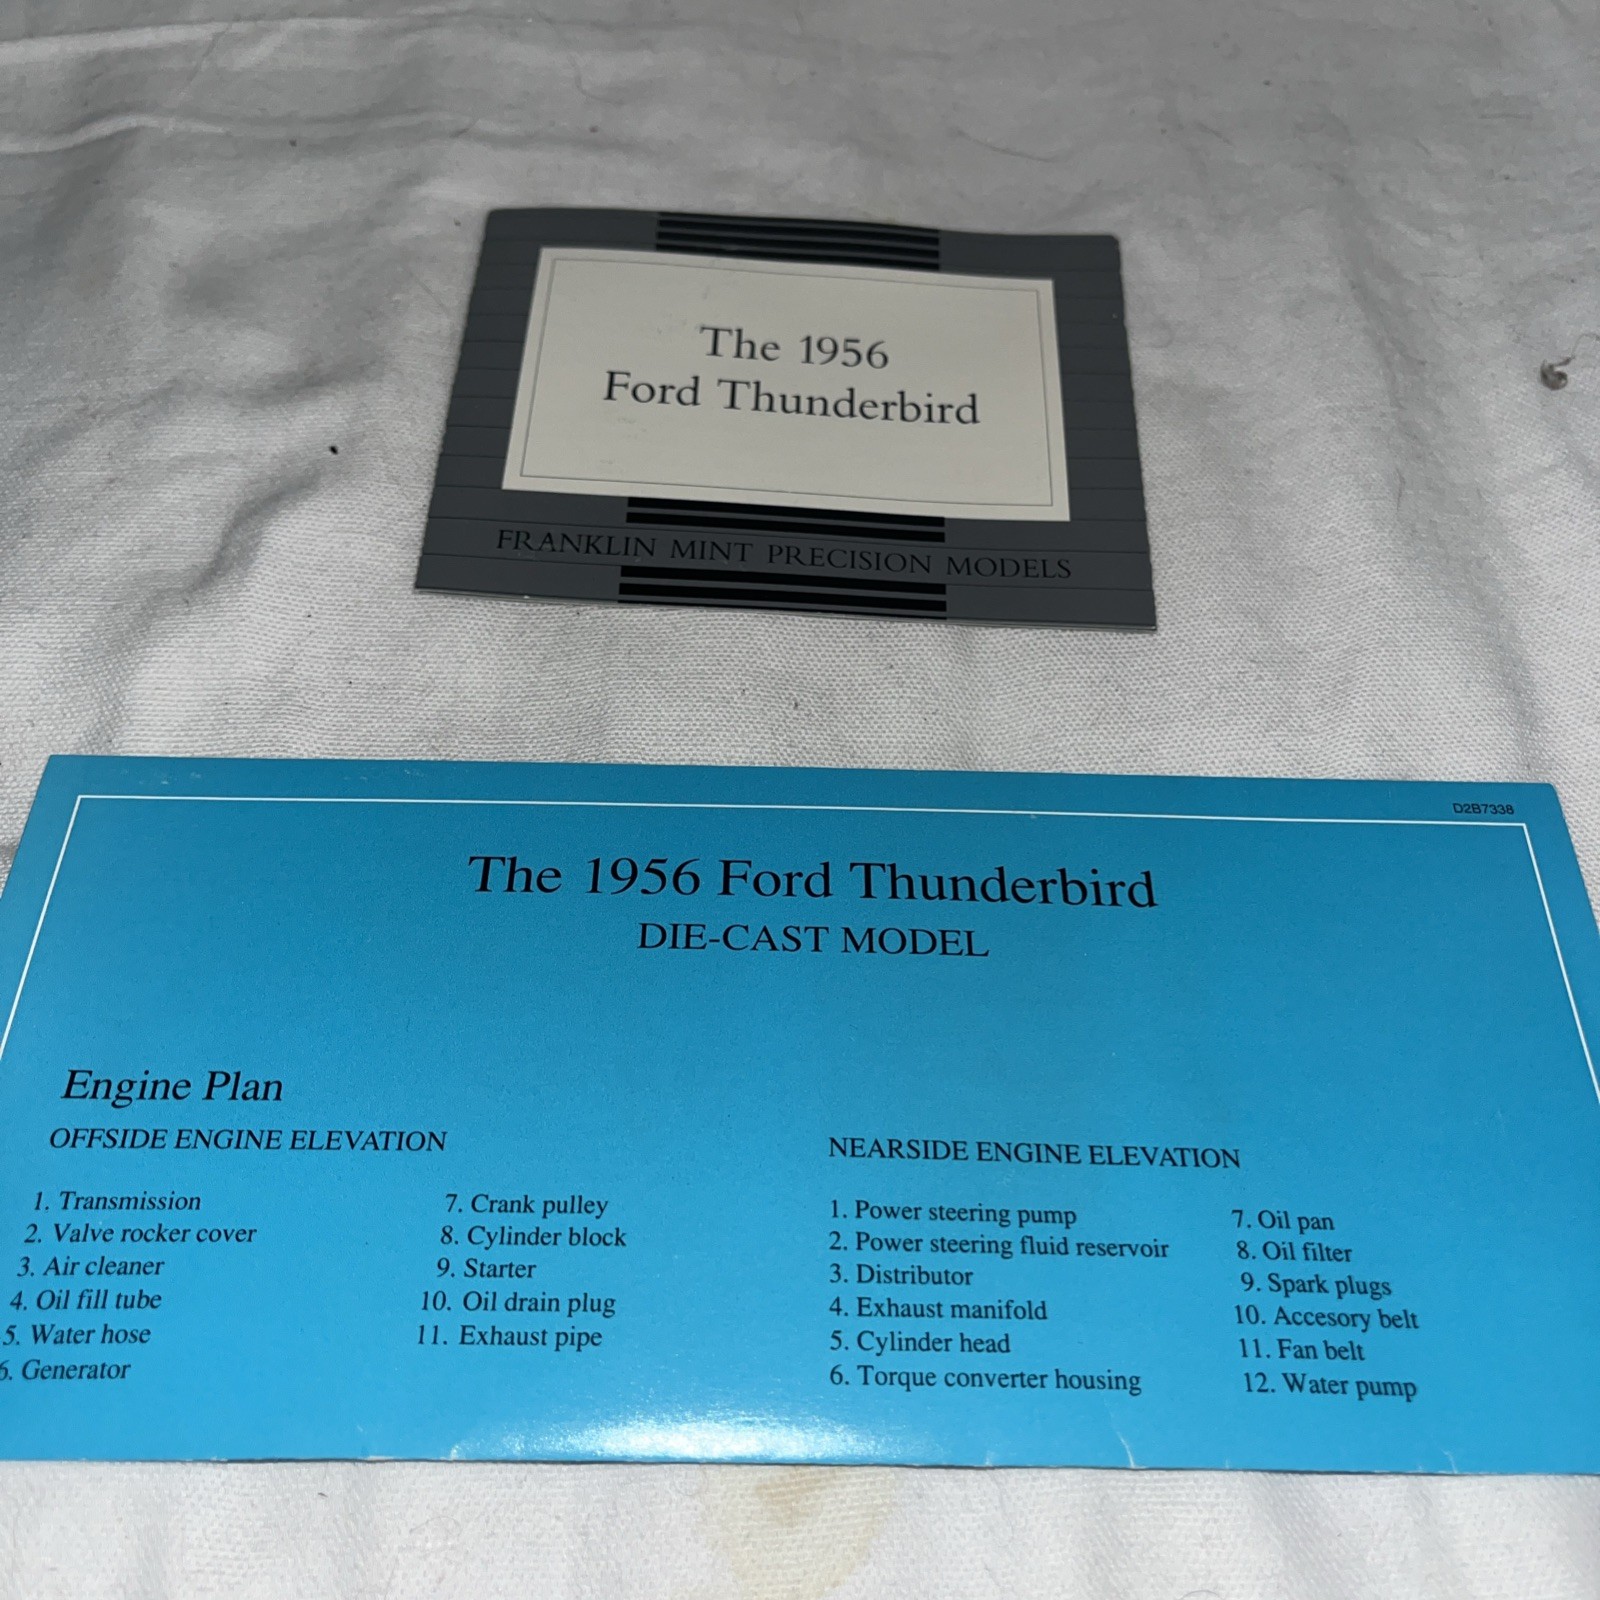 The 1956
Ford Thunderbird
FRANKLIN MINT PRECISION MODELS
D2B7338
The 1956 Ford Thunderbird
DIE-CAST MODEL
Engine Plan
OFFSIDE ENGINE ELEVATION
1. Transmission
2. Valve rocker cover
3. Air cleaner
4. Oil fill tube
5. Water hose
6. Generator
7. Crank pulley
8. Cylinder block
9. Starter
10. Oil drain plug
11. Exhaust pipe
NEARSIDE ENGINE ELEVATION
1. Power steering pump
2. Power steering fluid reservoir
3. Distributor
4. Exhaust manifold
5. Cylinder head
6. Torque converter housing
7. Oil pan
8. Oil filter
9. Spark plugs
10. Accesory belt
11. Fan belt
12. Water pump